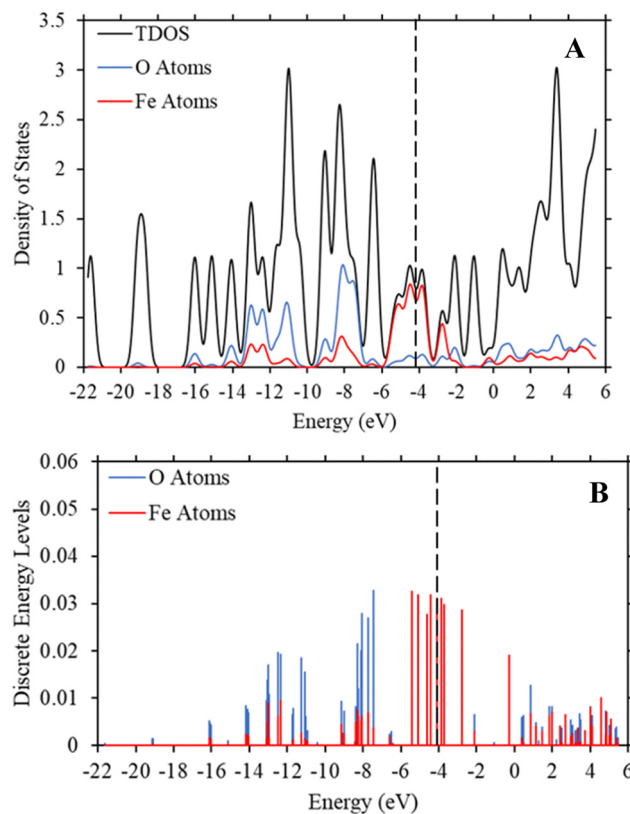 A
TDOS
O Atoms
Fe Atoms
3.5
3
2.5
2
1.5
1
0.5
0
Density of States
-22 -20 -18 -16 -14 -12 -10 -8 -6 -4 -2 0 2 4 6
Energy (eV)
B
O Atoms
Fe Atoms
0.06
0.05
0.04
0.03
0.02
0.01
0
Discrete Energy Levels
-22 -20 -18 -16 -14 -12 -10 -8 -6 -4 -2 0 2 4 6
Energy (eV)